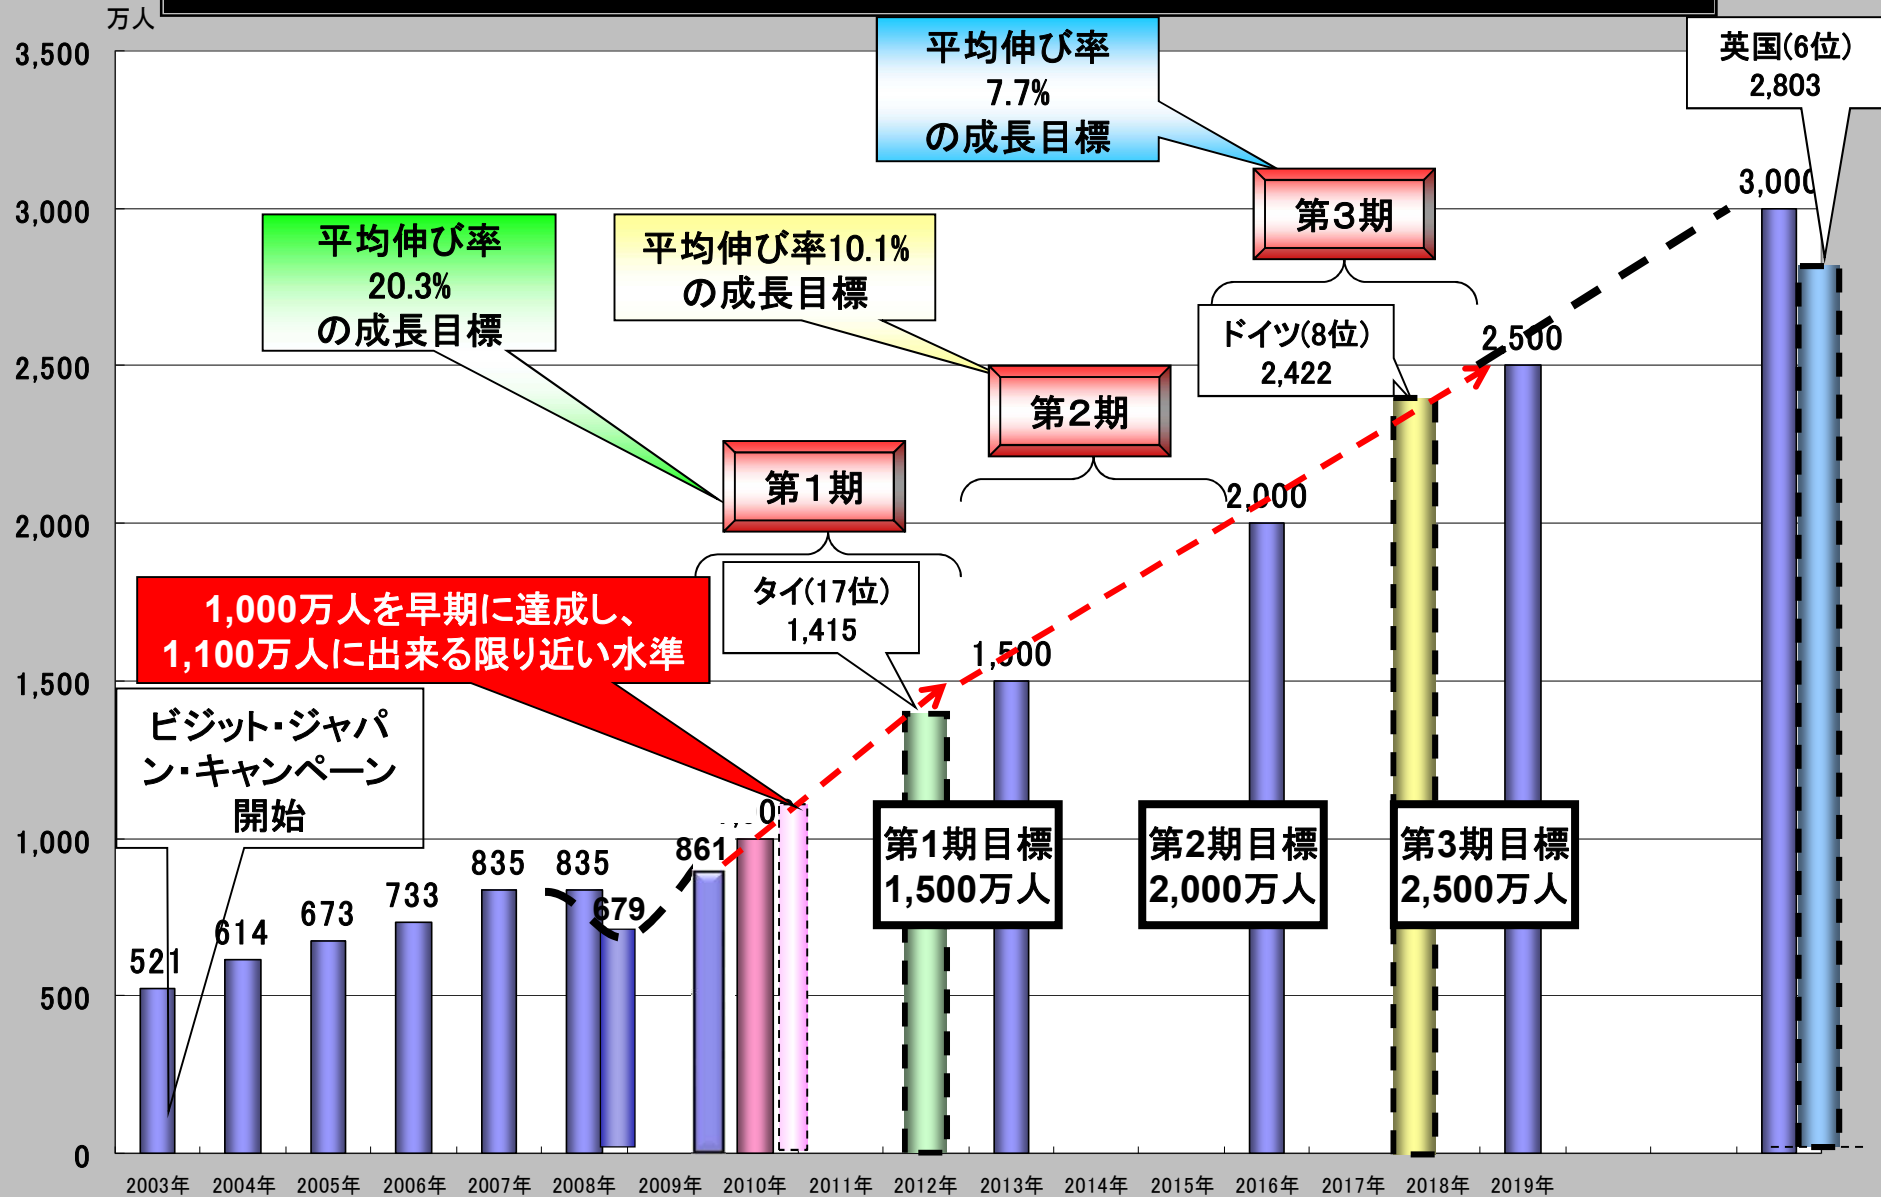 万人
3,500
3,000
2,500
2,000
1,500
1,000
500
0
平均伸び率
7.7%
の成長目標
英国(6位)
2,803
3,000
第3期
平均伸び率
20.3%
の成長目標
平均伸び率10.1%
の成長目標
ドイツ(8位)
2,422
2,500
第2期
2,000
第1期
タイ(17位)
1,415
1,500
1,000万人を早期に達成し、
1,100万人に出来る限り近い水準
ビジット・ジャパ
ン・キャンペーン
開始
521
614
673
733
835
835
679
861
第1期目標
1,500万人
第2期目標
2,000万人
第3期目標
2,500万人
2003年
2004年
2005年
2006年
2007年
2008年
2009年
2010年
2011年
2012年
2013年
2014年
2015年
2016年
2017年
2018年
2019年